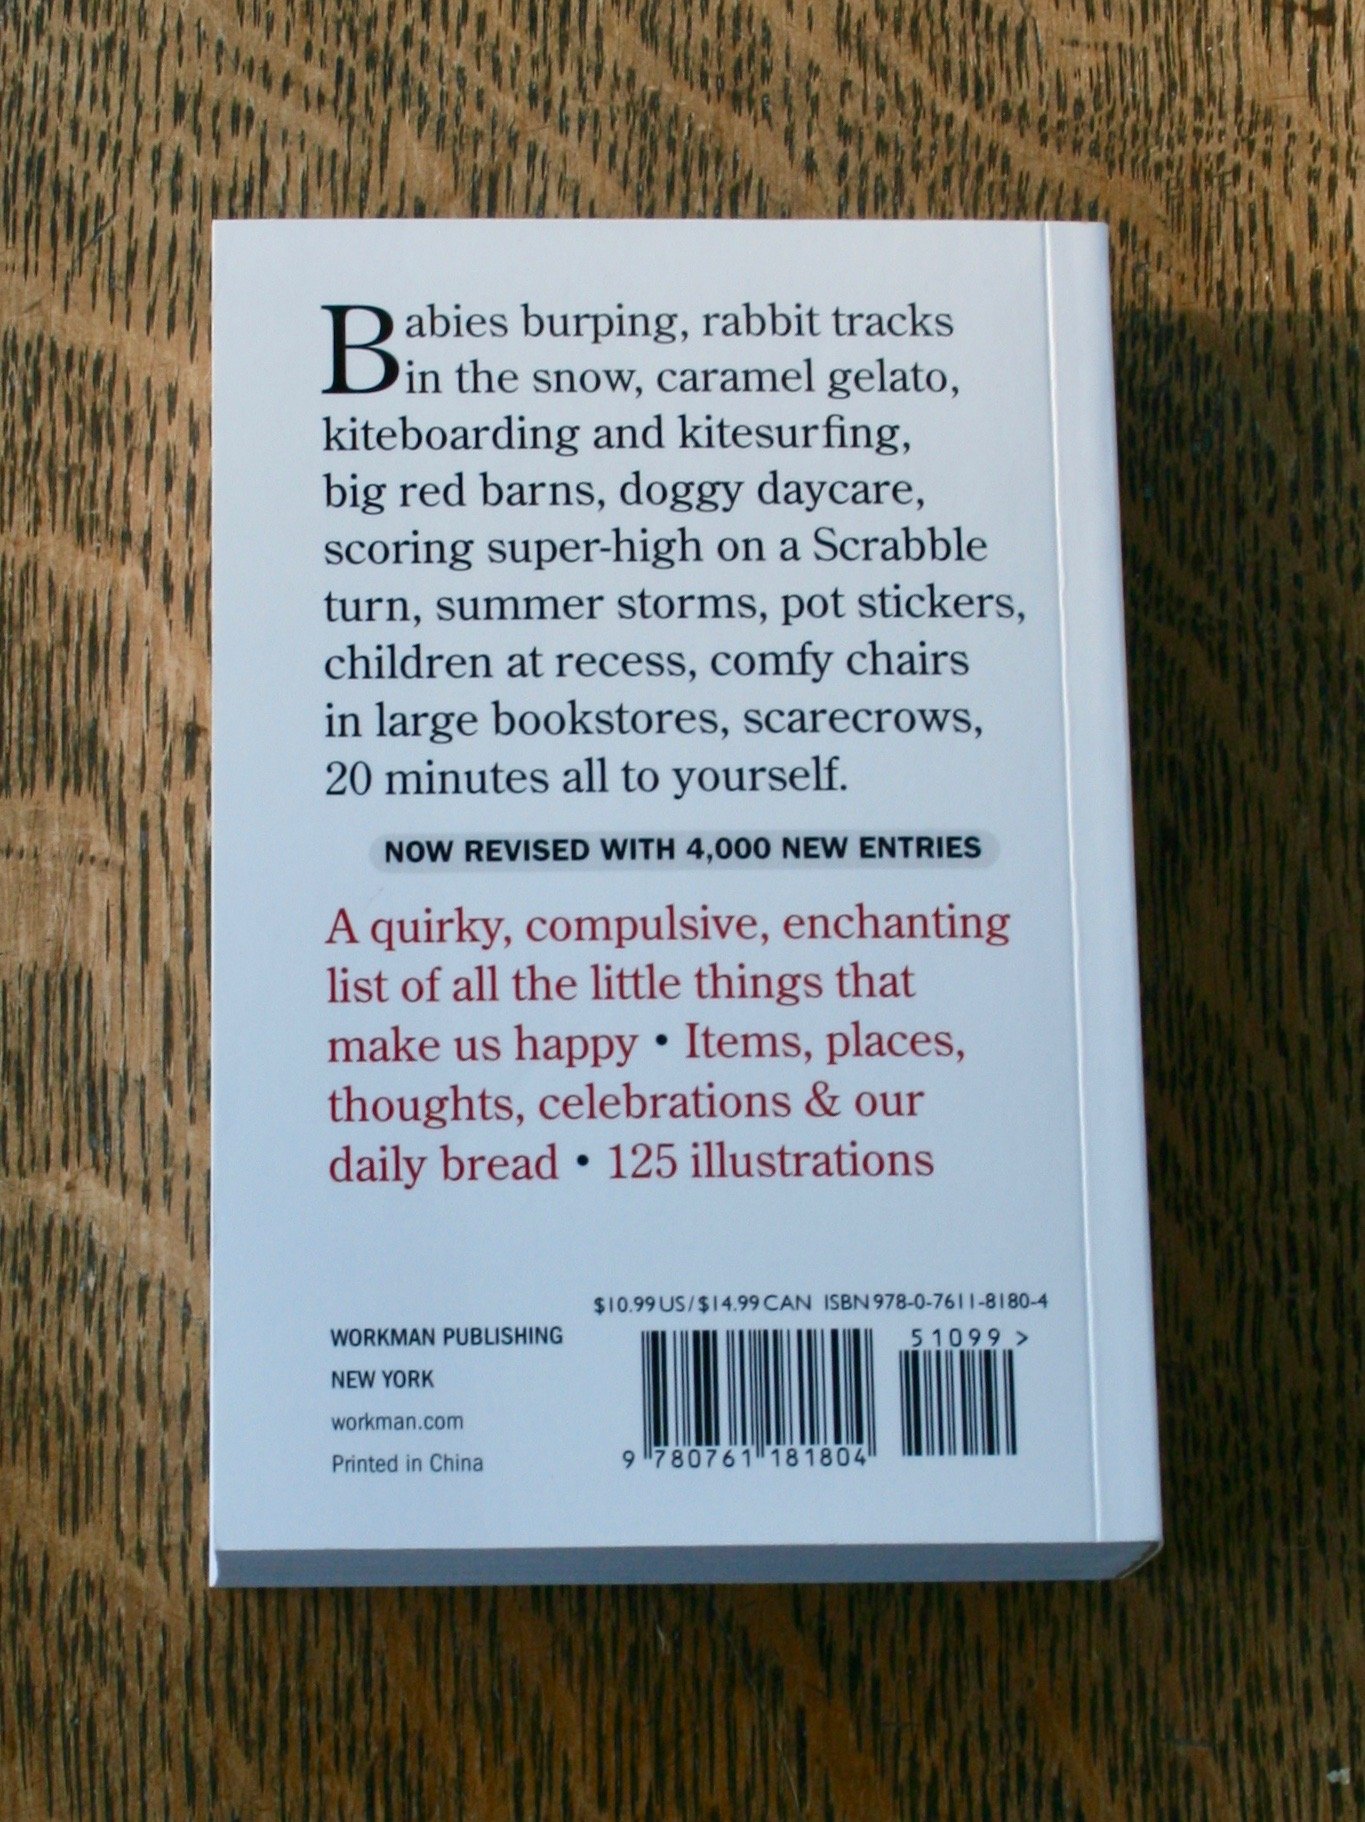 Babies burping, rabbit tracks
in the snow, caramel gelato,
kiteboarding and kitesurfing,
big red barns, doggy daycare,
scoring super-high on a Scrabble
turn, summer storms, pot stickers,
children at recess, comfy chairs
in large bookstores, scarecrows,
20 minutes all to yourself.
NOW REVISED WITH 4,000 NEW ENTRIES
A quirky, compulsive, enchanting
list of all the little things that
make us happy • Items, places,
thoughts, celebrations & our
daily bread • 125 illustrations
WORKMAN PUBLISHING
NEW YORK
workman.com
Printed in China
$10.99 US/$14.99 CAN ISBN 978-0-7611-8180-4
51099 >
9 780761 181804